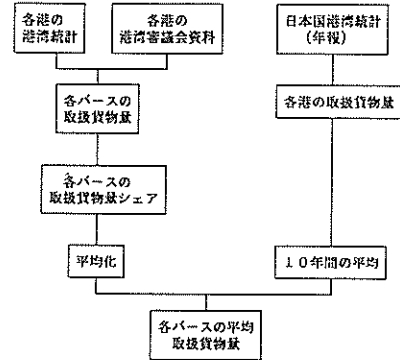 各港の
港湾統計
各港の
港湾審議会資料
日本国港湾統計
（年報）
各バースの
取扱貨物量
各港の取扱貨物量
各バースの
取扱貨物量シェア
平均化
１０年間の平均
各バースの平均
取扱貨物量